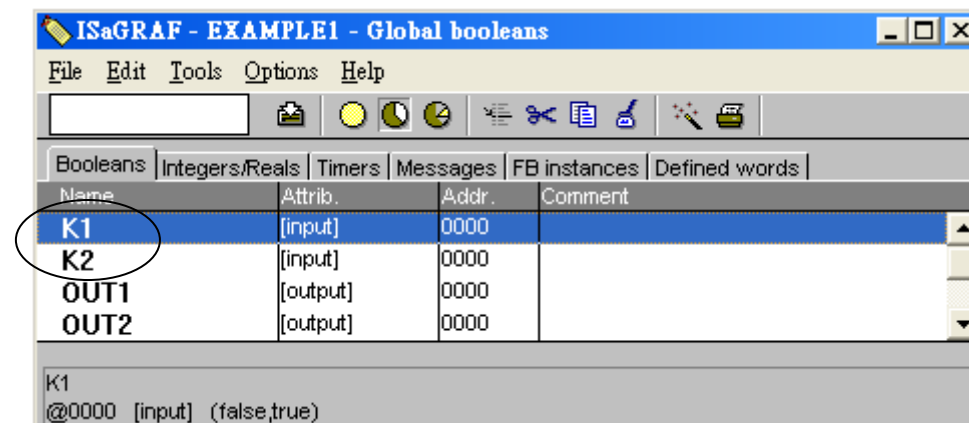 ISaGRAF - EXAMPLE1 - Global booleans
File Edit Tools Options Help
Booleans Integers/Reals Timers Messages FB instances Defined words
Name Attrib. Addr. Comment
K1 [input] 0000
K2 [input] 0000
OUT1 [output] 0000
OUT2 [output] 0000
K1
@0000 [input] (false,true)